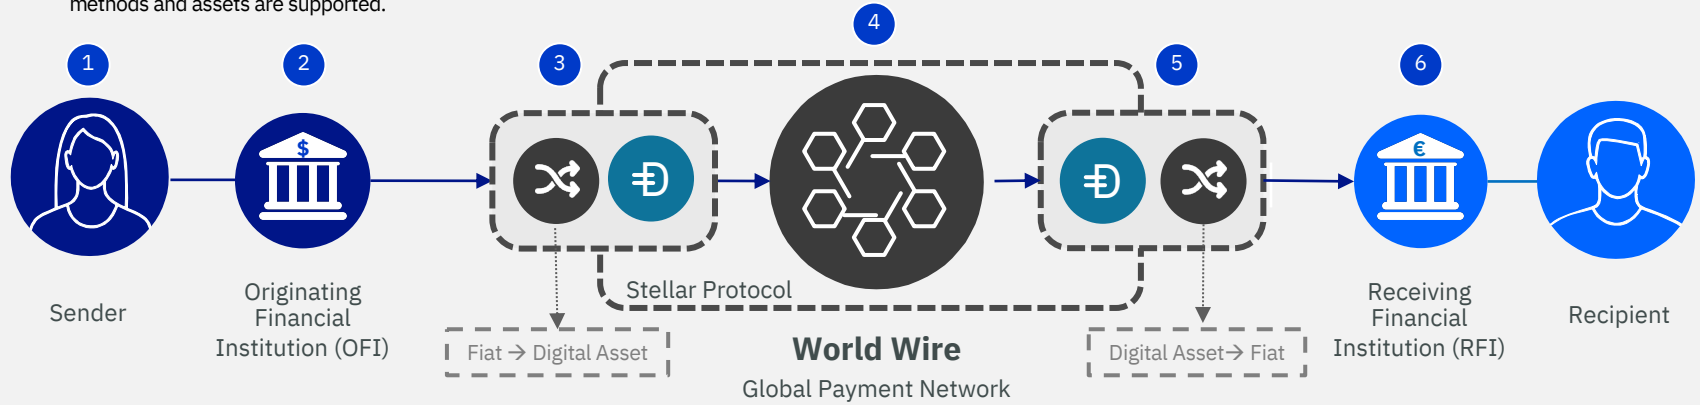 methods and assets are supported.
1
2
3
4
5
6
$
€
Stellar Protocol
Sender
Originating
Financial
Institution (OFI)
Fiat → Digital Asset
World Wire
Global Payment Network
Digital Asset→ Fiat
Receiving
Financial
Institution (RFI)
Recipient